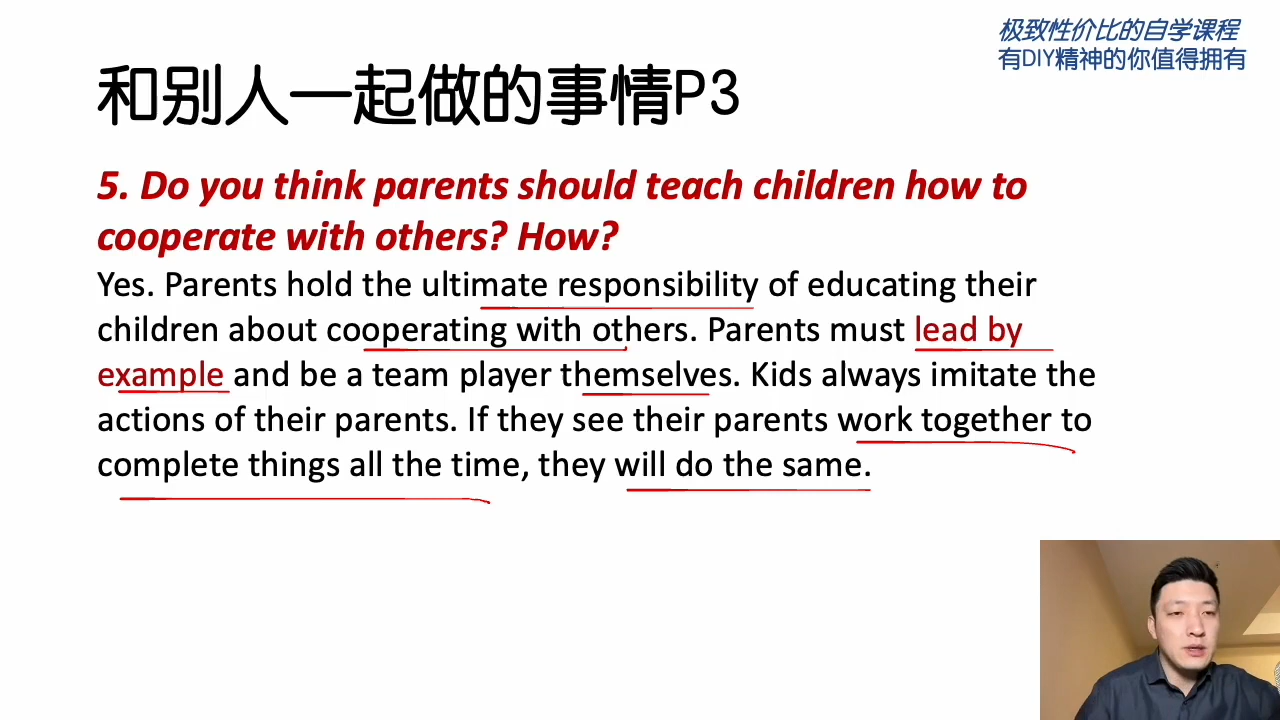 极致性价比的自学课程
有DIY精神的你值得拥有
和别人一起做的事情P3
5. Do you think parents should teach children how to
cooperate with others? How?
Yes. Parents hold the ultimate responsibility of educating their
children about cooperating with others. Parents must lead by
example and be a team player themselves. Kids always imitate the
actions of their parents. If they see their parents work together to
complete things all the time, they will do the same.